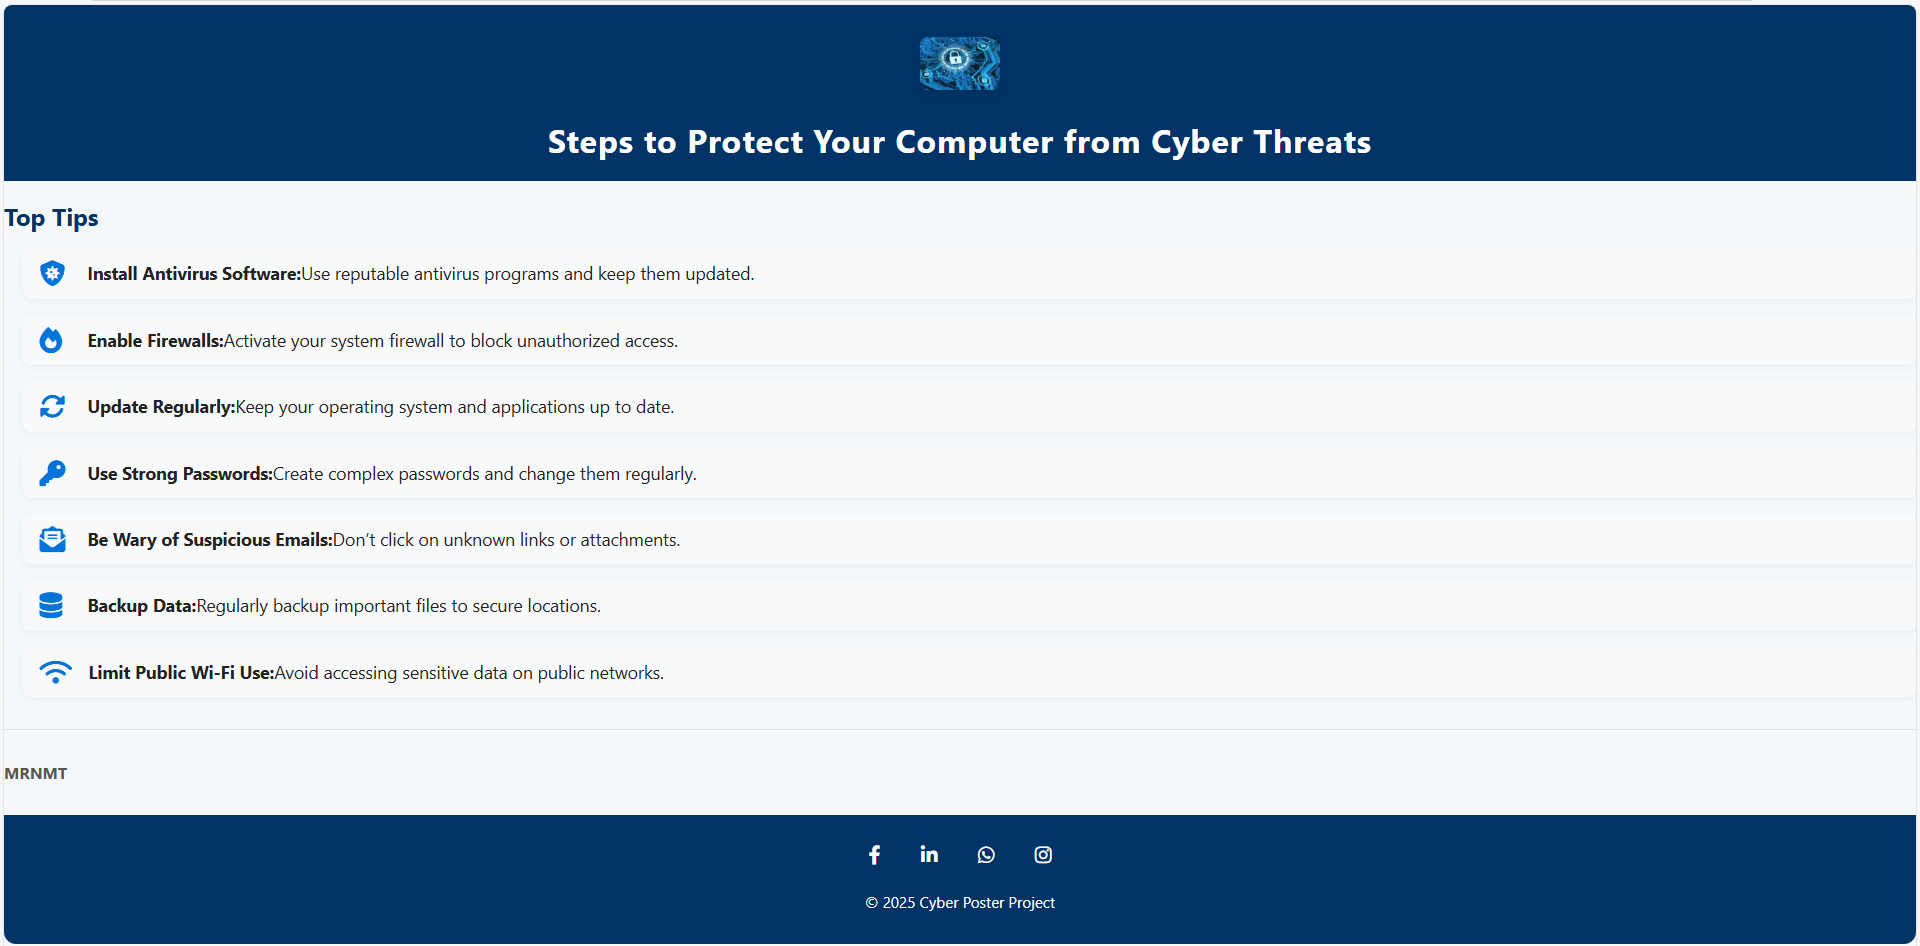 Steps to Protect Your Computer from Cyber Threats
Top Tips
Install Antivirus Software:Use reputable antivirus programs and keep them updated.
Enable Firewalls:Activate your system firewall to block unauthorized access.
Update Regularly:Keep your operating system and applications up to date.
Use Strong Passwords:Create complex passwords and change them regularly.
Be Wary of Suspicious Emails:Don’t click on unknown links or attachments.
Backup Data:Regularly backup important files to secure locations.
Limit Public Wi-Fi Use:Avoid accessing sensitive data on public networks.
MRNMT
© 2025 Cyber Poster Project